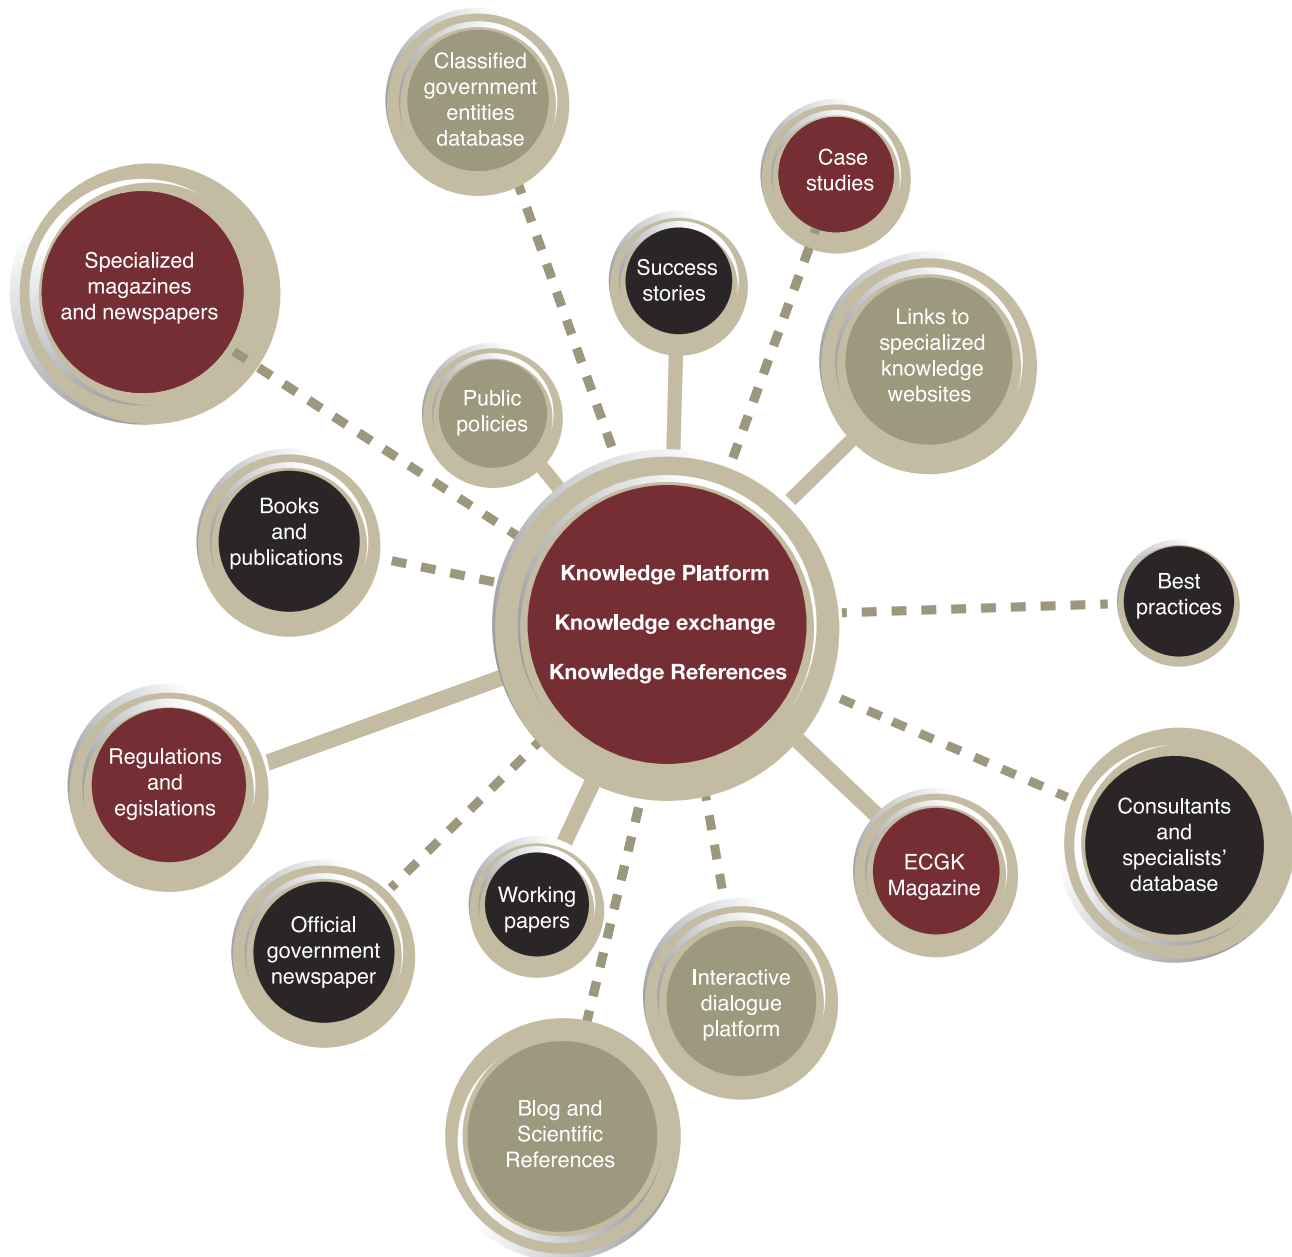 Classified
government
entities
database
Case
studies
Specialized
magazines
and newspapers
Success
stories
Links to
specialized
knowledge
websites
Public
policies
Books
and
publications
Knowledge Platform
Knowledge exchange
Knowledge References
Best
practices
Regulations
and
egislations
Consultants
and
specialists’
database
ECGK
Magazine
Working
papers
Official
government
newspaper
Interactive
dialogue
platform
Blog and
Scientific
References